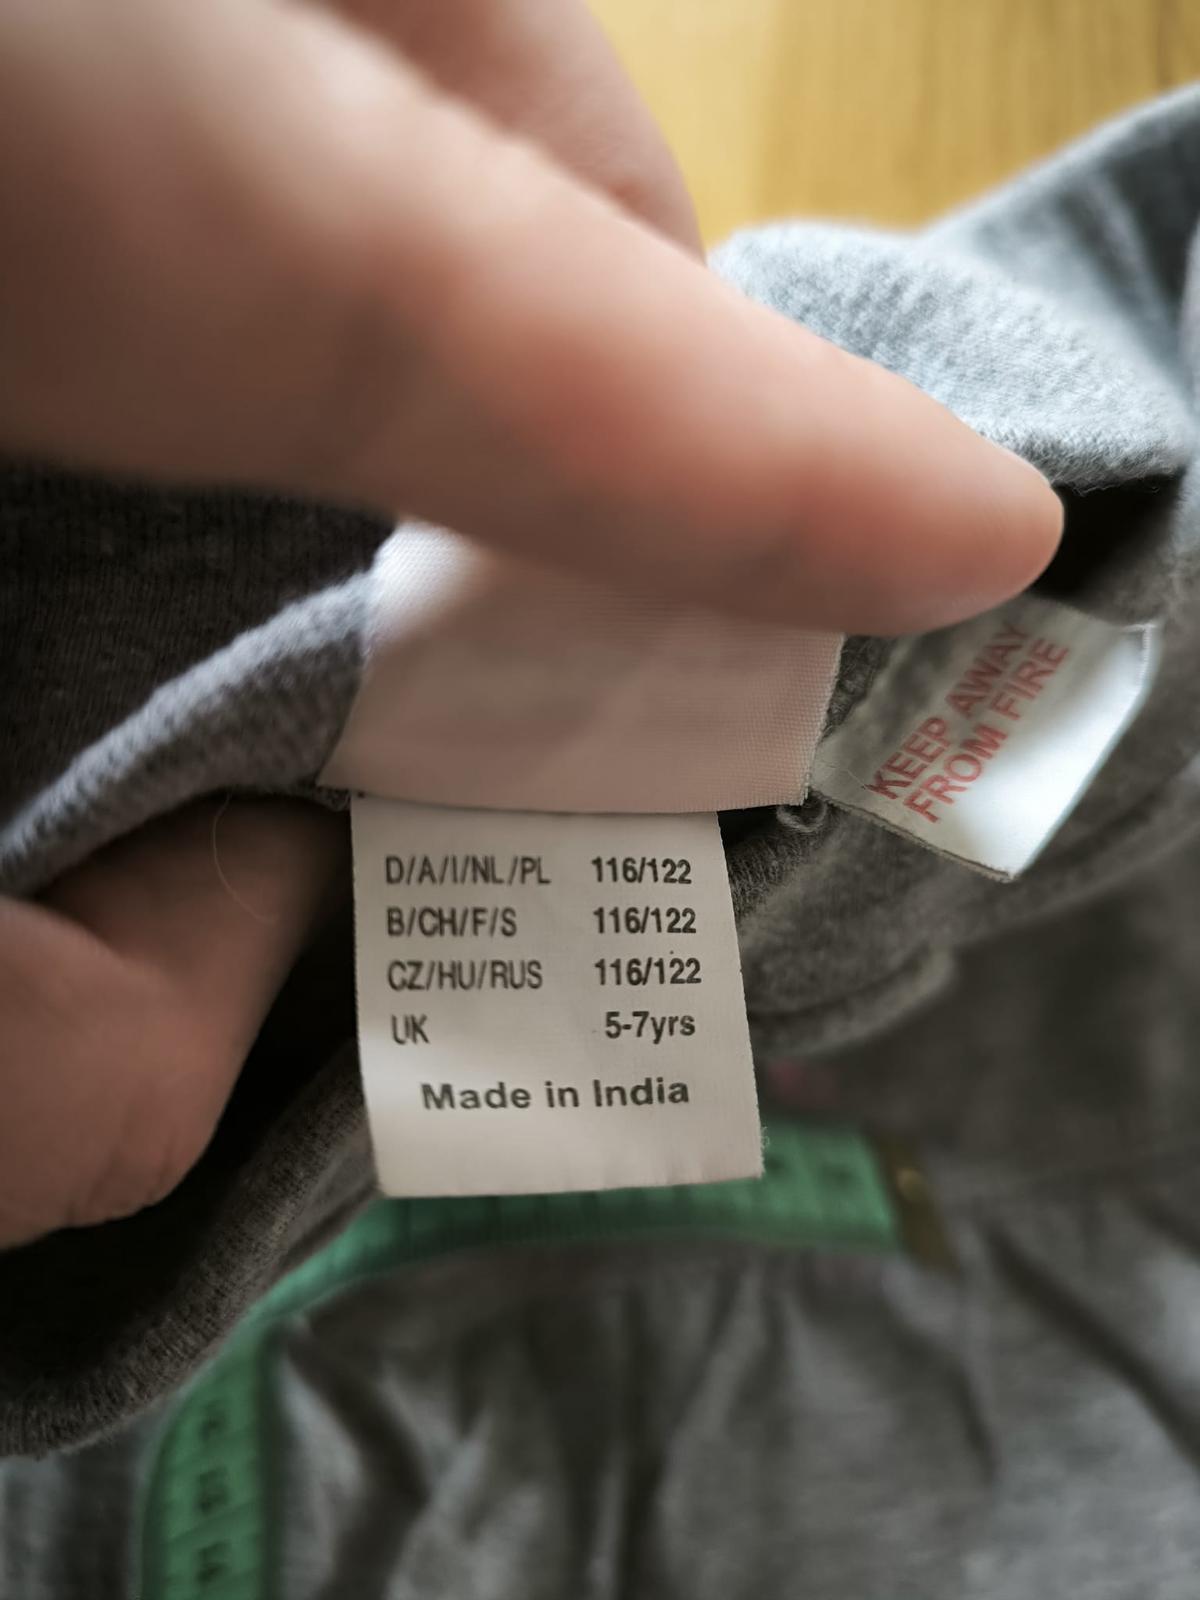 D/A/I/NL/PL 116/122
B/CH/F/S 116/122
CZ/HU/RUS 116/122
UK 5-7yrs
Made in India
KEEP AWAY
FROM FIRE